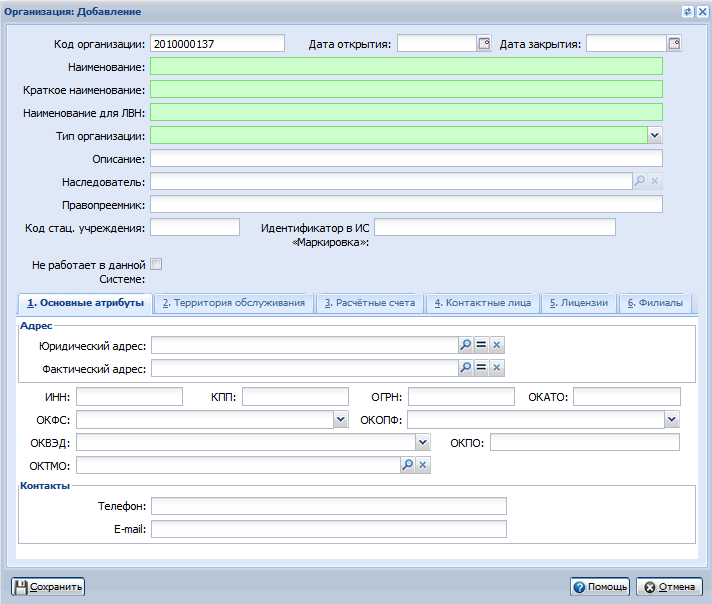 Организация: Добавление
Код организации: 2010000137 Дата открытия: Дата закрытия:
Наименование:
Краткое наименование:
Наименование для ЛВН:
Тип организации:
Описание:
Наследователь:
Правопреемник:
Код стац. учреждения: Идентификатор в ИС
«Маркировка»:
Не работает в данной
Системе:
1. Основные атрибуты 2. Территория обслуживания 3. Расчётные счета 4. Контактные лица 5. Лицензии 6. Филиалы
Адрес
Юридический адрес:
Фактический адрес:
ИНН: КПП: ОГРН: ОКАТО:
ОКФС: ОКОПФ:
ОКВЭД: ОКПО:
ОКТМО:
Контакты
Телефон:
E-mail:
Сохранить Помощь Отмена